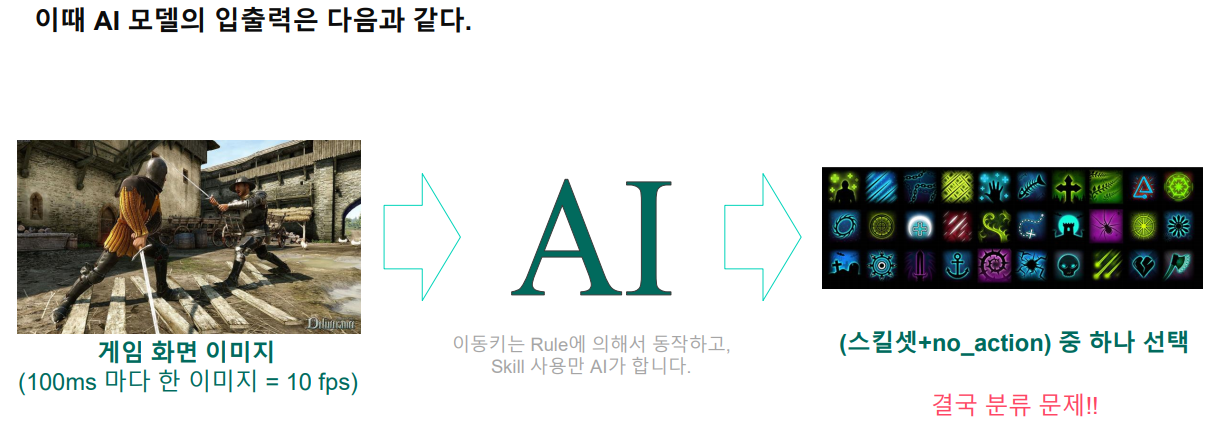 이때 AI 모델의 입출력은 다음과 같다.
AI
게임 화면 이미지
(100ms 마다 한 이미지 = 10 fps)
이동키는 Rule에 의해서 동작하고,
Skill 사용만 AI가 합니다.
(스킬셋+no_action) 중 하나 선택
결국 분류 문제!!